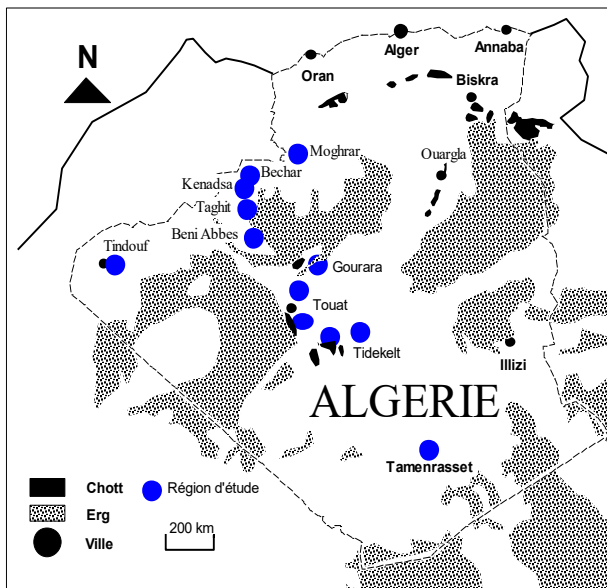 N
Alger
Annaba
Oran
Biskra
Moghrar
Ouargla
Bechar
Kenadsa
Taghit
Beni Abbes
Tindouf
Gourara
Touat
Tidekelt
Illizi
ALGERIE
Tamenrasset
Chott
Région d'étude
Erg
200 km
Ville